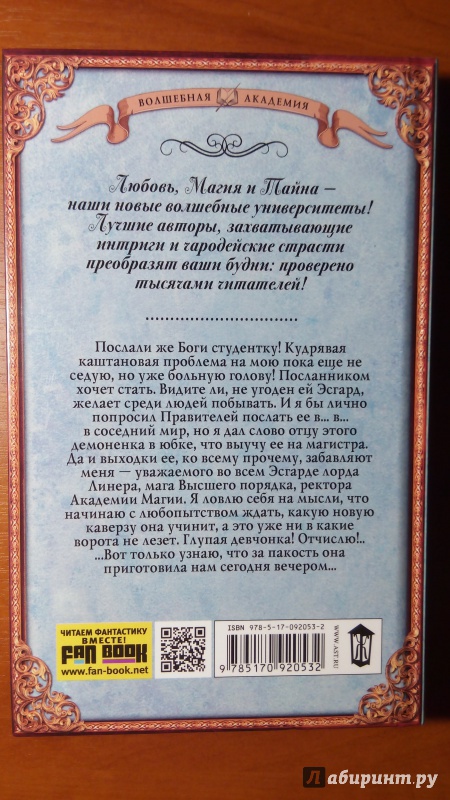 ВОЛШЕБНАЯ АКАДЕМИЯ
Любовь, Магия и Тайна —
наши новые волшебные университеты!
Лучшие авторы, захватывающие
интриги и чародейские страсти
преобразят ваши будни: проверено
тысячами читателей!
Послали же Боги студентку! Кудрявая
каштановая проблема на мою пока еще не
седую, но уже больную голову! Посланником
хочет стать. Видите ли, не угоден ей Эсгард,
желает среди людей побывать. И я бы лично
попросил Правителей послать ее в... в...
в соседний мир, но я дал слово отцу этого
демоненка в юбке, что выучу ее на магистра.
Да и выходки ее, ко всему прочему, забавляют
меня — уважаемого во всем Эсгарде лорда
Линера, мага Высшего порядка, ректора
Академии Магии. Я ловлю себя на мысли, что
начинаю с любопытством ждать, какую новую
каверзу она учинит, а это уже ни в какие
ворота не лезет. Глупая девчонка! Отчислю!..
...Вот только узнаю, что за пакость она
приготовила нам сегодня вечером...
ЧИТАЕМ ФАНТАСТИКУ
ВМЕСТЕ!
FAN BOOK
www.fan-book.net
ISBN 978-5-17-092053-2
9 785170 920532
WWW.AST.RU
Лабиринт.ру